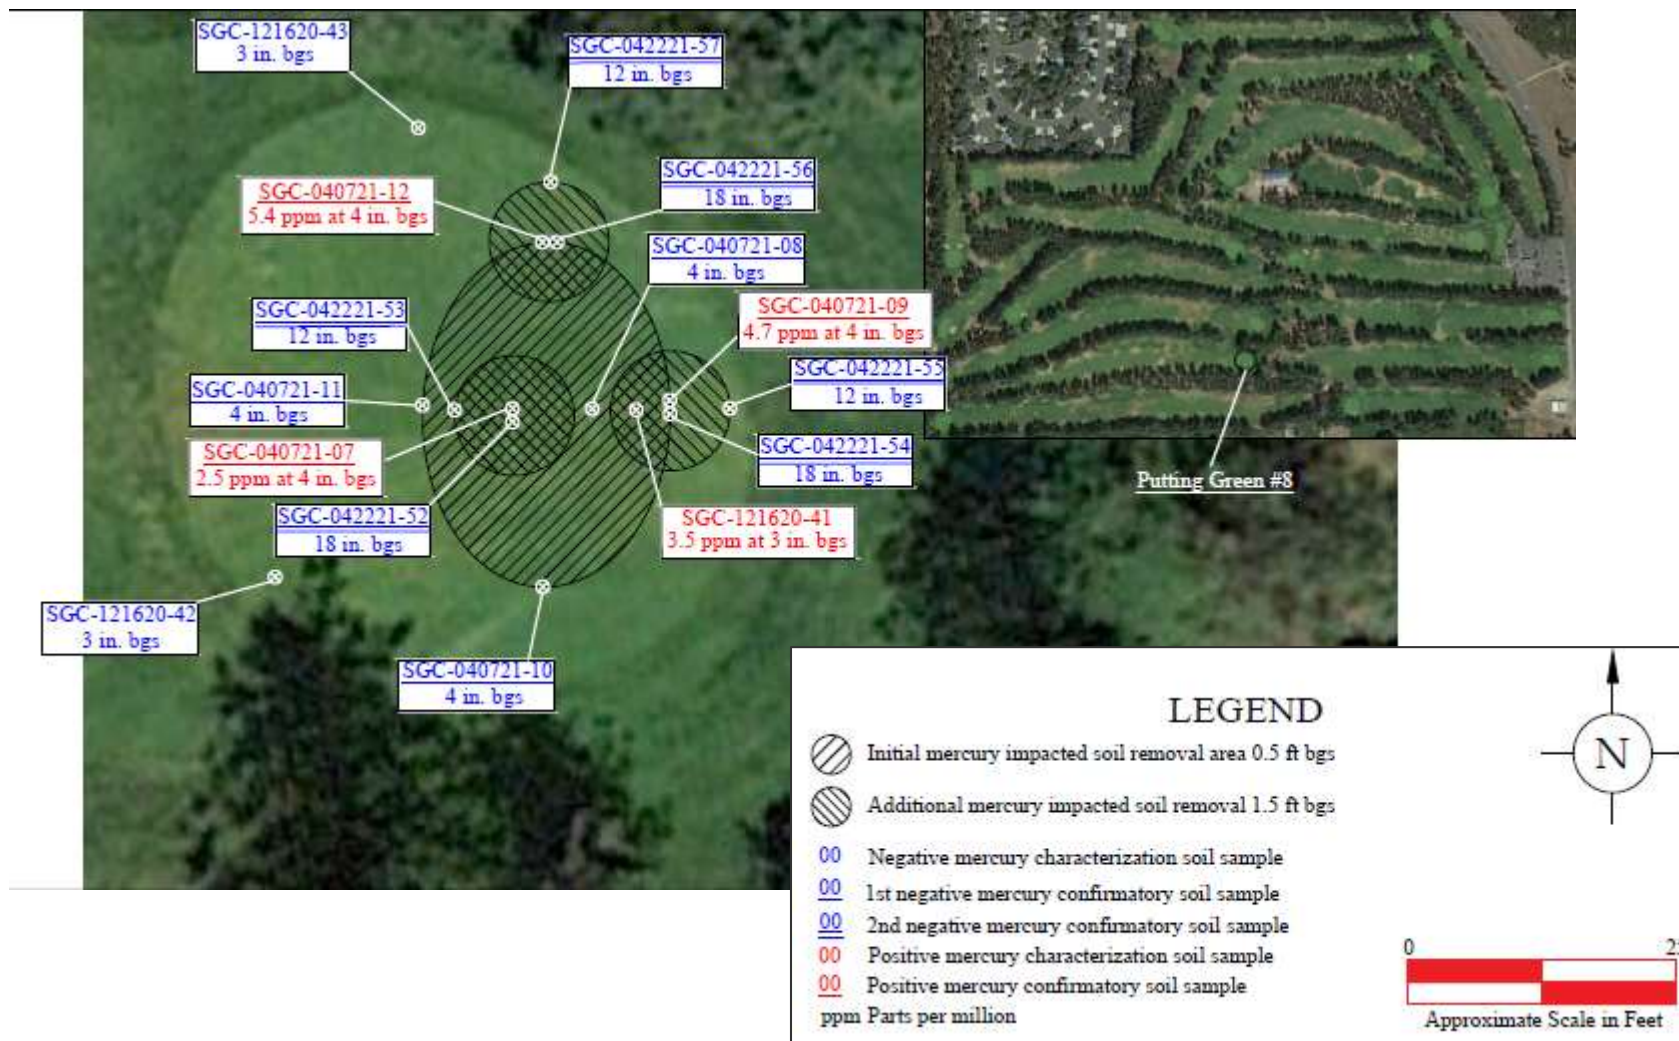 SGC-121620-43
3 in. bgs
SGC-042221-57
12 in. bgs
SGC-042221-56
18 in. bgs
SGC-040721-12
5.4 ppm at 4 in. bgs
SGC-040721-08
4 in. bgs
SGC-042221-53
12 in. bgs
SGC-040721-09
4.7 ppm at 4 in. bgs
SGC-042221-55
12 in. bgs
SGC-040721-11
4 in. bgs
SGC-042221-54
18 in. bgs
SGC-040721-07
2.5 ppm at 4 in. bgs
SGC-042221-52
18 in. bgs
SGC-121620-41
3.5 ppm at 3 in. bgs
SGC-121620-42
3 in. bgs
SGC-040721-10
4 in. bgs
Putting Green #8
LEGEND
Initial mercury impacted soil removal area 0.5 ft bgs
Additional mercury impacted soil removal 1.5 ft bgs
00 Negative mercury characterization soil sample
00 1st negative mercury confirmatory soil sample
00 2nd negative mercury confirmatory soil sample
00 Positive mercury characterization soil sample
00 Positive mercury confirmatory soil sample
ppm Parts per million
N
0
Approximate Scale in Feet